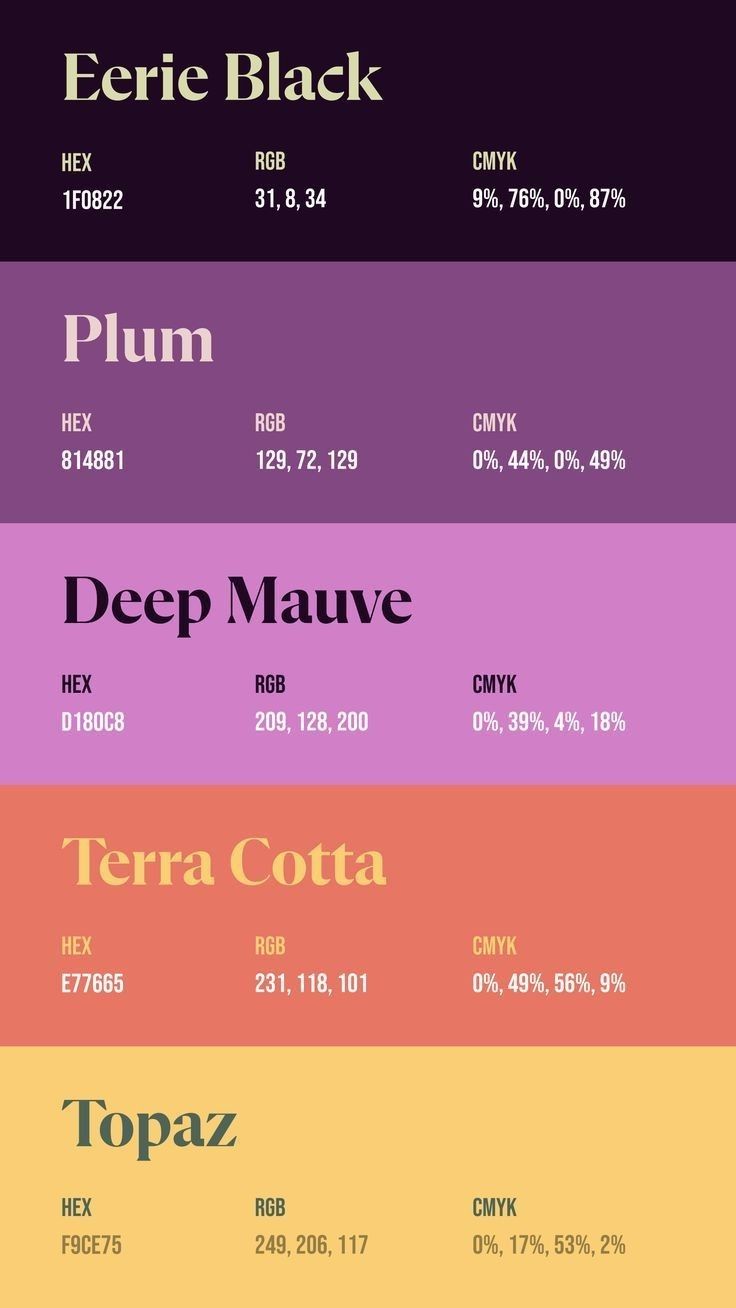 Eerie Black
HEX RGB CMYK
1F0822 31, 8, 34 9%, 76%, 0%, 87%
Plum
HEX RGB CMYK
814881 129, 72, 129 0%, 44%, 0%, 49%
Deep Mauve
HEX RGB CMYK
D180C8 209, 128, 200 0%, 39%, 4%, 18%
Terra Cotta
HEX RGB CMYK
E77665 231, 118, 101 0%, 49%, 56%, 9%
Topaz
HEX RGB CMYK
F9CE75 249, 206, 117 0%, 17%, 53%, 2%